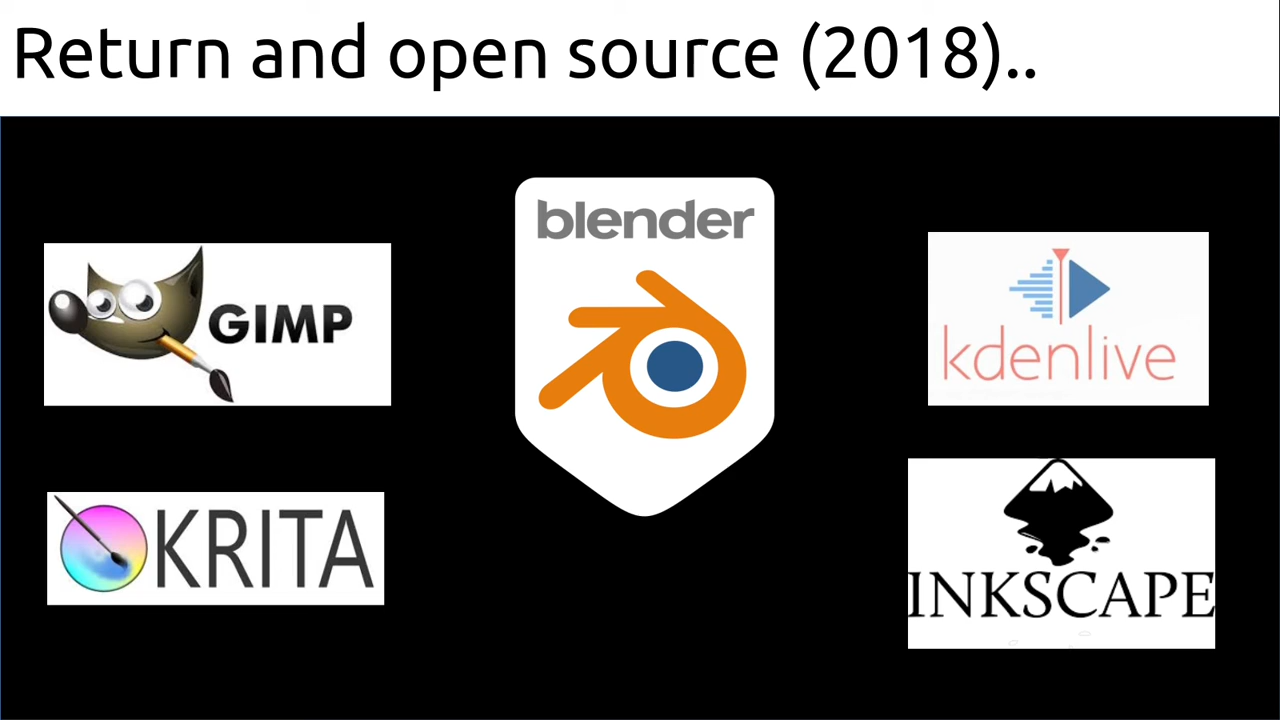 Return and open source (2018)..
blender
GIMP
kdenlive
KRITA
INKSCAPE